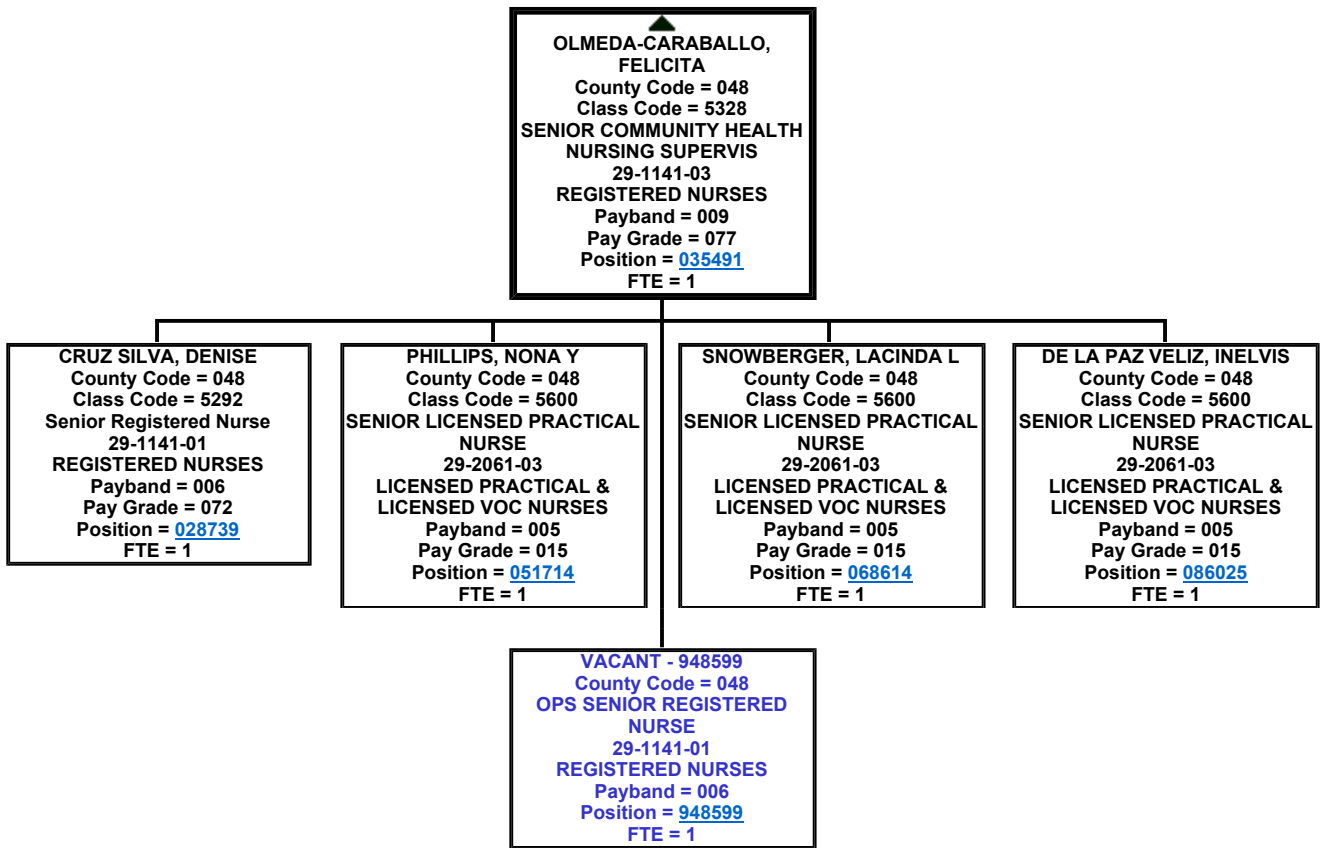 OLMEDA-CARABALLO,
FELICITA
County Code = 048
Class Code = 5328
SENIOR COMMUNITY HEALTH
NURSING SUPERVIS
29-1141-03
REGISTERED NURSES
Payband = 009
Pay Grade = 077
Position = 035491
FTE = 1
CRUZ SILVA, DENISE
County Code = 048
Class Code = 5292
Senior Registered Nurse
29-1141-01
REGISTERED NURSES
Payband = 006
Pay Grade = 072
Position = 028739
FTE = 1
PHILLIPS, NONA Y
County Code = 048
Class Code = 5600
SENIOR LICENSED PRACTICAL
NURSE
29-2061-03
LICENSED PRACTICAL &
LICENSED VOC NURSES
Payband = 005
Pay Grade = 015
Position = 051714
FTE = 1
SNOWBERGER, LACINDA L
County Code = 048
Class Code = 5600
SENIOR LICENSED PRACTICAL
NURSE
29-2061-03
LICENSED PRACTICAL &
LICENSED VOC NURSES
Payband = 005
Pay Grade = 015
Position = 068614
FTE = 1
DE LA PAZ VELIZ, INELVIS
County Code = 048
Class Code = 5600
SENIOR LICENSED PRACTICAL
NURSE
29-2061-03
LICENSED PRACTICAL &
LICENSED VOC NURSES
Payband = 005
Pay Grade = 015
Position = 086025
FTE = 1
VACANT - 948599
County Code = 048
OPS SENIOR REGISTERED
NURSE
29-1141-01
REGISTERED NURSES
Payband = 006
Position = 948599
FTE = 1